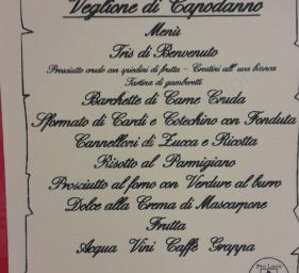 Veglione di Capodanno
Menù
Tris di Benvenuto
Prosciutto crudo con spiedini di frutta - Crostini all' uva bianca
Tartina di gamberetti
Barchette di Carne Cruda
Sformato di Cardi e Cotechino con Fonduta
Cannelloni di Zucca e Ricotta
Risotto al Parmigiano
Prosciutto al forno con Verdure al burro
Dolce alla Crema di Mascarpone
Frutta
Acqua Vini Caffè Grappa